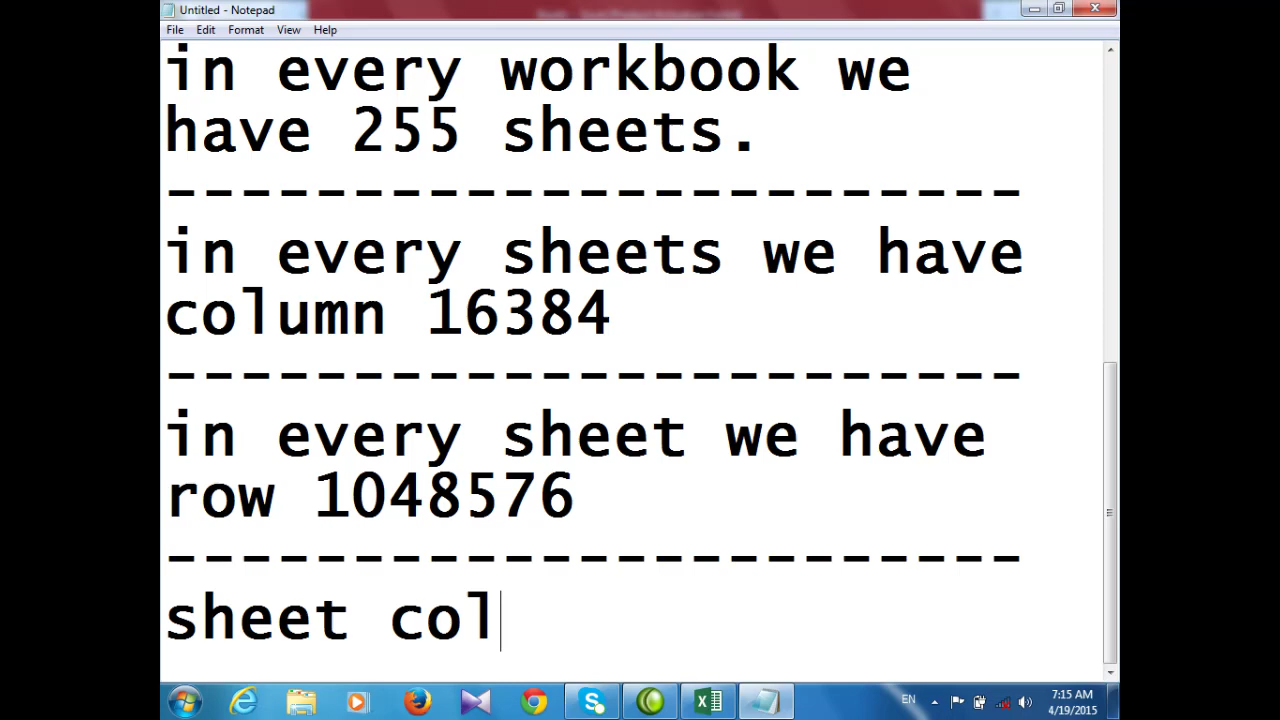 Untitled - Notepad
File Edit Format View Help
in every workbook we
have 255 sheets.
-----------------------
in every sheets we have
column 16384
-----------------------
in every sheet we have
row 1048576
-----------------------
sheet col
EN
7:15 AM
4/19/2015